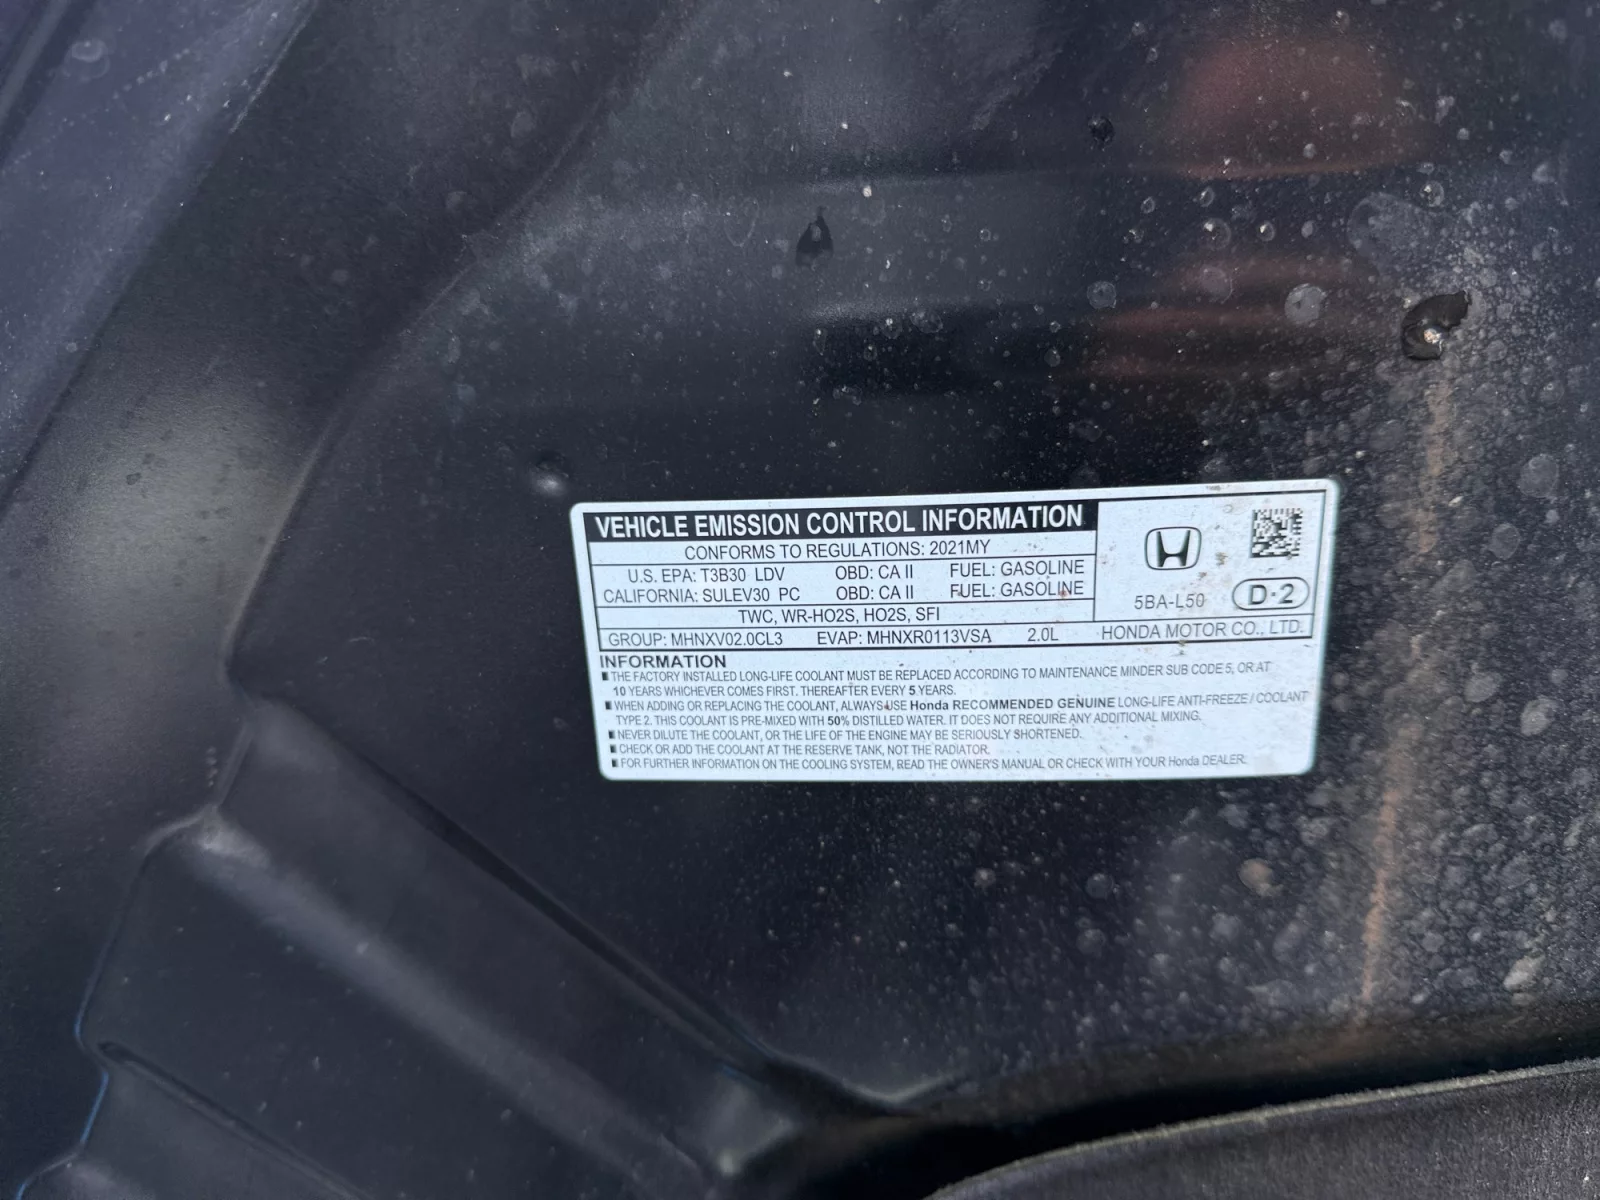 VEHICLE EMISSION CONTROL INFORMATION
CONFORMS TO REGULATIONS: 2021MY
U.S. EPA: T3B30 LDV OBD: CA II FUEL: GASOLINE
CALIFORNIA: SULEV30 PC OBD: CA II FUEL: GASOLINE
TWC, WR-HO2S, HO2S, SFI
GROUP: MHNXV02.0CL3 EVAP: MHNXR0113VSA 2.0L
5BA-L50 D-2
HONDA MOTOR CO., LTD.
INFORMATION
■ THE FACTORY INSTALLED LONG-LIFE COOLANT MUST BE REPLACED ACCORDING TO MAINTENANCE MINDER SUB CODE 5, OR AT
10 YEARS WHICHEVER COMES FIRST. THEREAFTER EVERY 5 YEARS.
■ WHEN ADDING OR REPLACING THE COOLANT, ALWAYS USE Honda RECOMMENDED GENUINE LONG-LIFE ANTI-FREEZE / COOLANT
TYPE 2. THIS COOLANT IS PRE-MIXED WITH 50% DISTILLED WATER. IT DOES NOT REQUIRE ANY ADDITIONAL MIXING.
■ NEVER DILUTE THE COOLANT, OR THE LIFE OF THE ENGINE MAY BE SERIOUSLY SHORTENED.
■ CHECK OR ADD THE COOLANT AT THE RESERVE TANK, NOT THE RADIATOR.
■ FOR FURTHER INFORMATION ON THE COOLING SYSTEM, READ THE OWNER'S MANUAL OR CHECK WITH YOUR Honda DEALER.